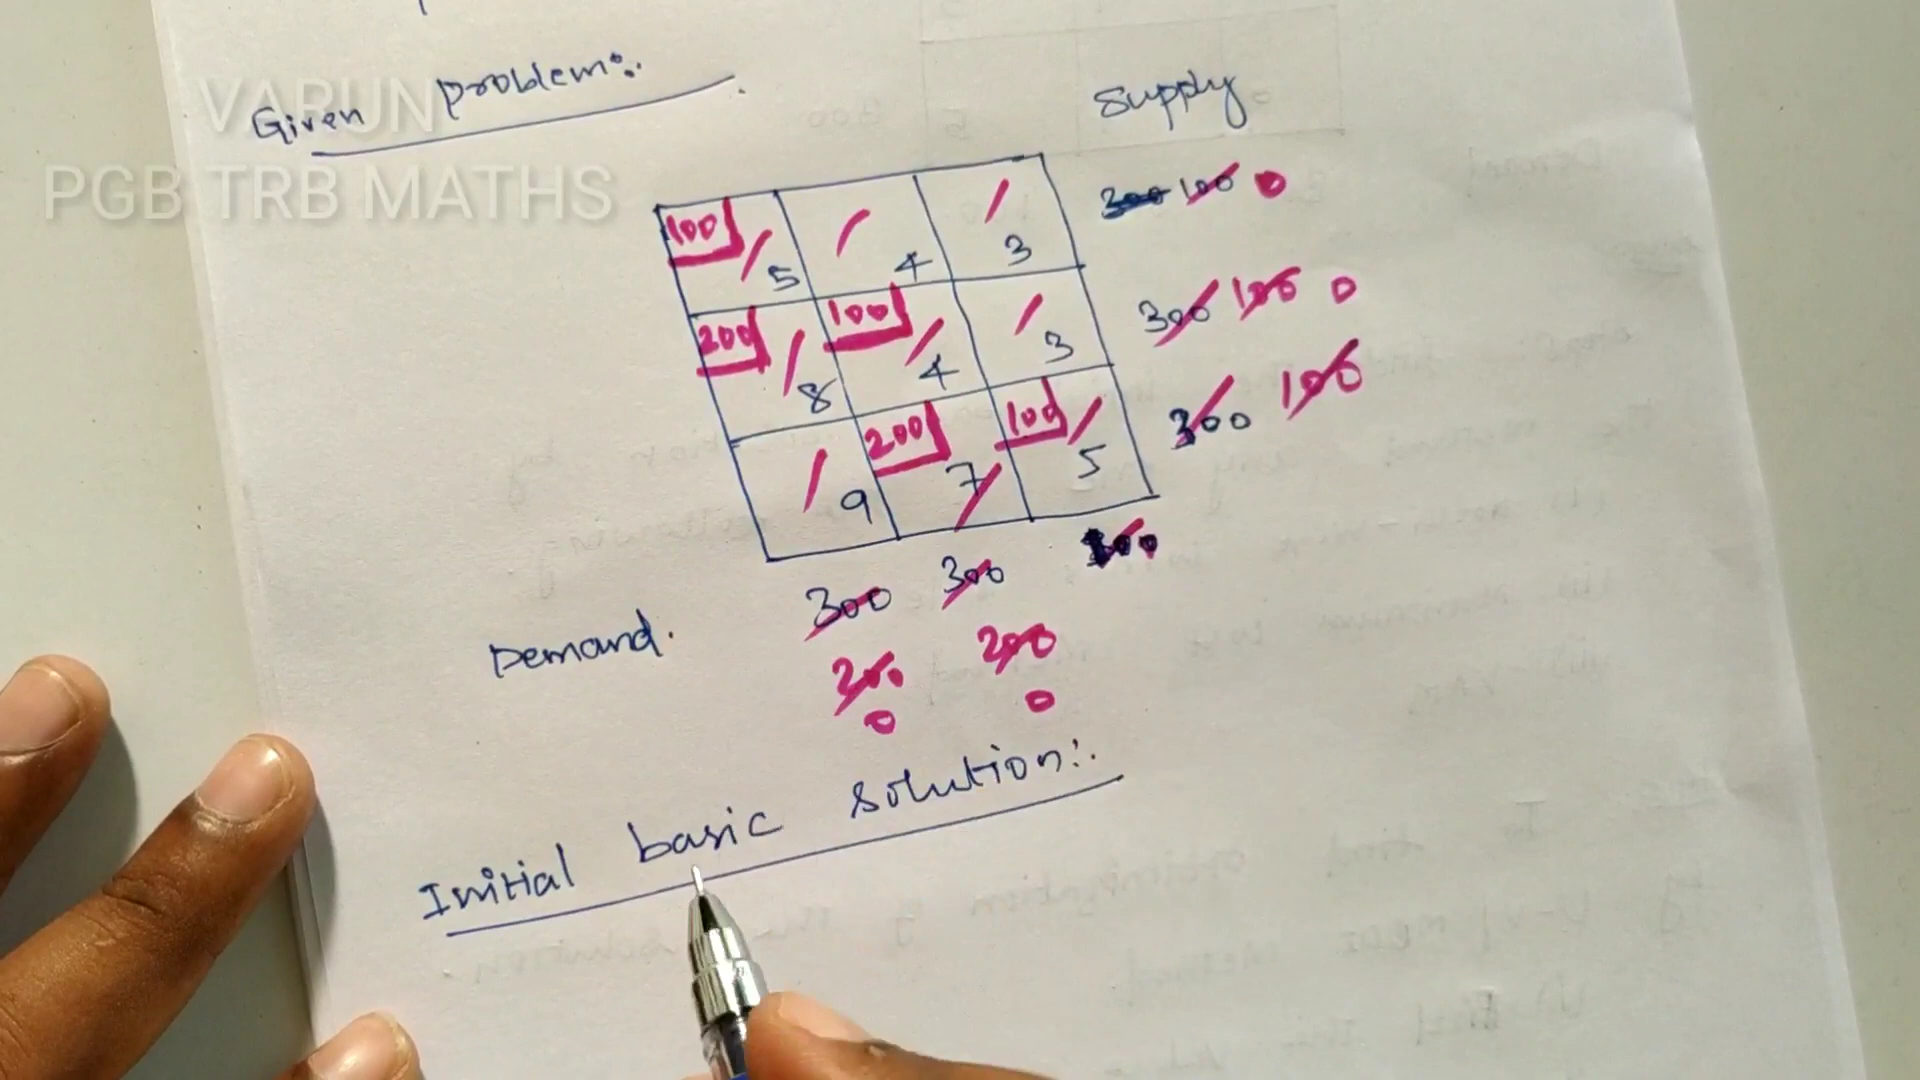 VARUN
PGB TRB MATHS
Given problem:.
Supply
100 5 4 3 300 100 0
200 8 100 4 3 300 100 0
9 200 7 100 5 300 100
Demand. 300 300 100
200 200
0 0
Initial basic solution:.